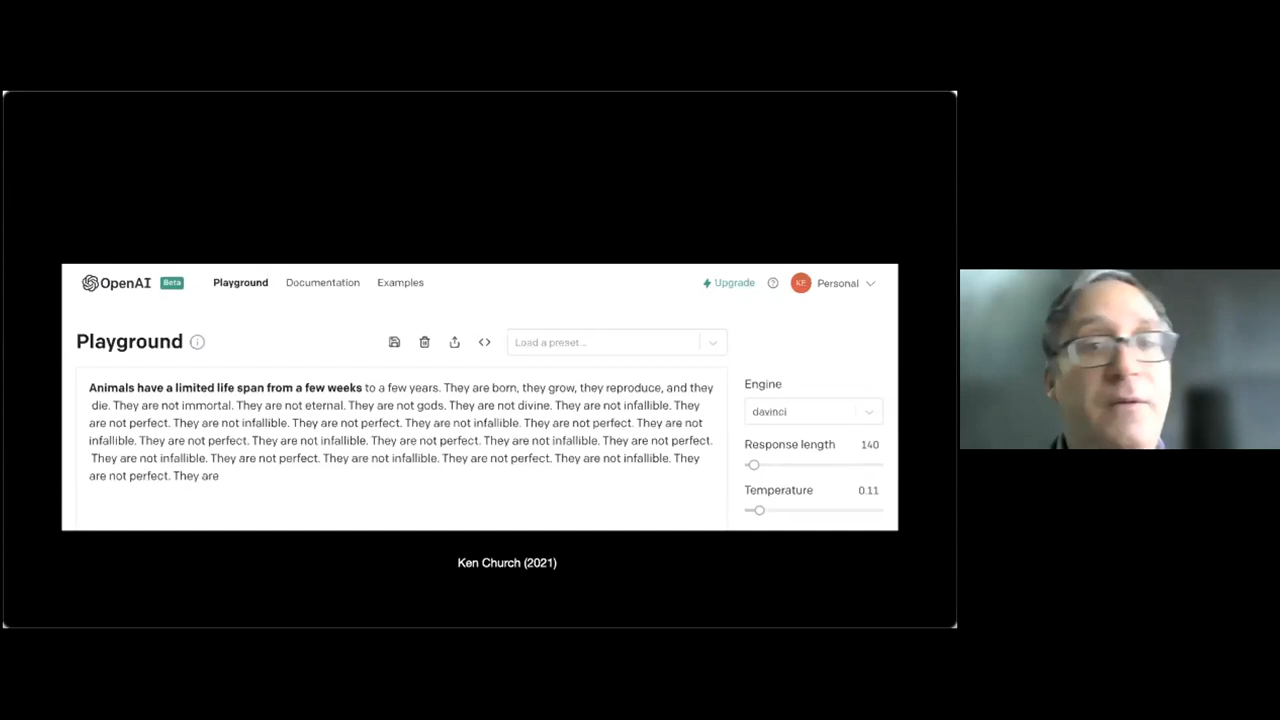 OpenAI Beta Playground Documentation Examples Upgrade KE Personal
Playground Load a preset...
Animals have a limited life span from a few weeks to a few years. They are born, they grow, they reproduce, and they
die. They are not immortal. They are not eternal. They are not gods. They are not divine. They are not infallible. They
are not perfect. They are not infallible. They are not perfect. They are not infallible. They are not perfect. They are not
infallible. They are not perfect. They are not infallible. They are not perfect. They are not infallible. They are not perfect.
They are not infallible. They are not perfect. They are not infallible. They are not perfect. They are not infallible. They
are not perfect. They are
Engine
davinci
Response length 140
Temperature 0.11
Ken Church (2021)